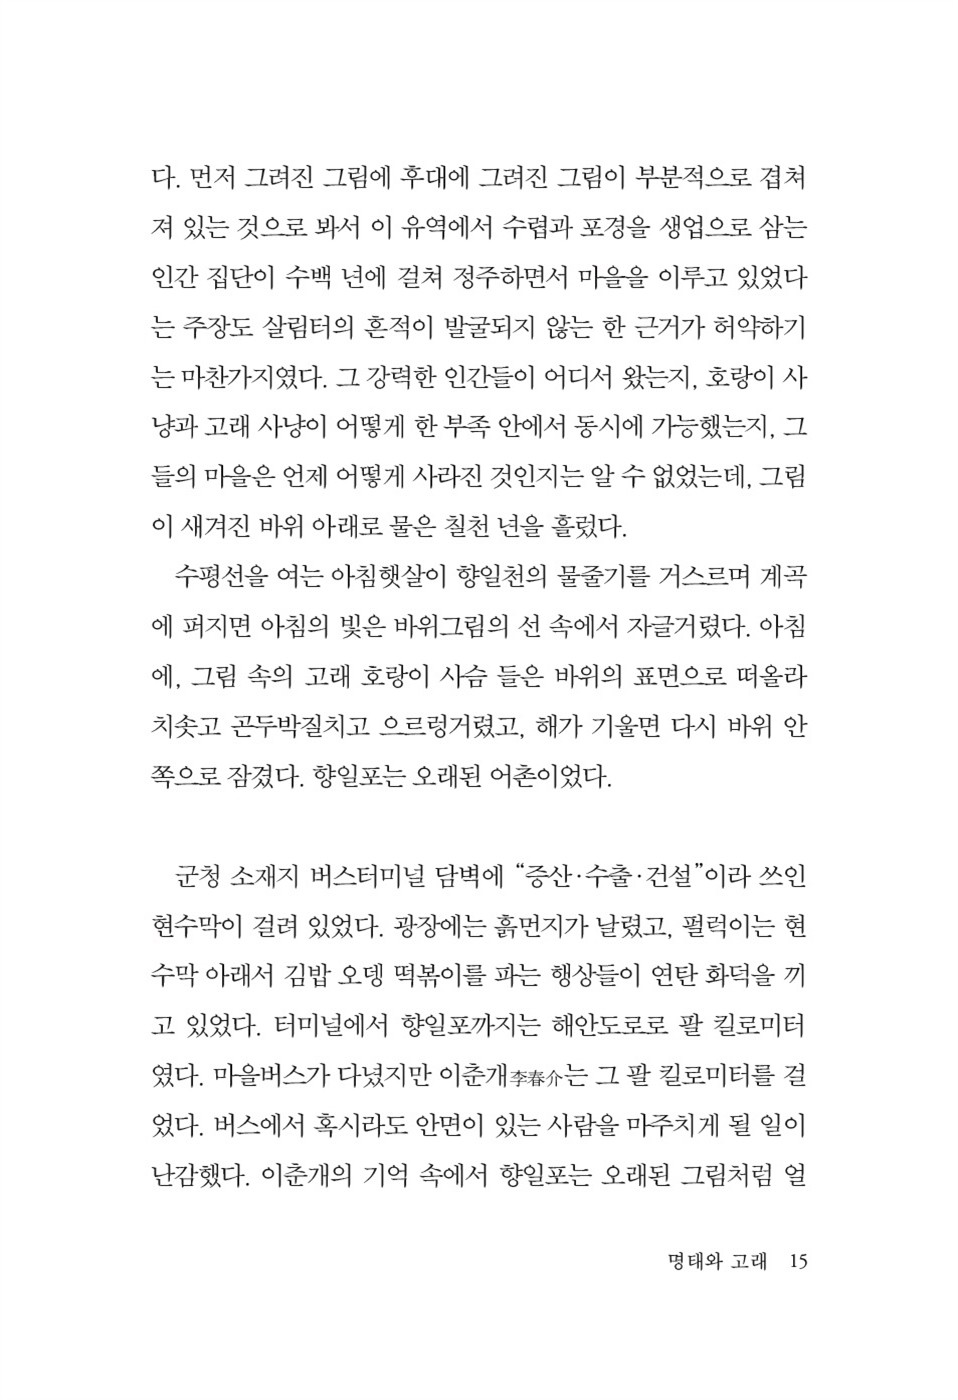 다. 먼저 그려진 그림에 후대에 그려진 그림이 부분적으로 겹쳐
져 있는 것으로 봐서 이 유역에서 수렵과 포경을 생업으로 삼는
인간 집단이 수백 년에 걸쳐 정주하면서 마을을 이루고 있었다
는 주장도 살림터의 흔적이 발굴되지 않는 한 근거가 허약하기
는 마찬가지였다. 그 강력한 인간들이 어디서 왔는지, 호랑이 사
냥과 고래 사냥이 어떻게 한 부족 안에서 동시에 가능했는지, 그
들의 마을은 언제 어떻게 사라진 것인지는 알 수 없었는데, 그림
이 새겨진 바위 아래로 물은 칠천 년을 흘렀다.
수평선을 여는 아침햇살이 향일천의 물줄기를 거스르며 계곡
에 퍼지면 아침의 빛은 바위그림의 선 속에서 자글거렸다. 아침
에, 그림 속의 고래 호랑이 사슴 들은 바위의 표면으로 떠올라
치솟고 곤두박질치고 으르렁거렸고, 해가 기울면 다시 바위 안
쪽으로 잠겼다. 향일포는 오래된 어촌이었다.
군청 소재지 버스터미널 담벽에 “증산·수출·건설”이라 쓰인
현수막이 걸려 있었다. 광장에는 흙먼지가 날렸고, 펄럭이는 현
수막 아래서 김밥 오뎅 떡볶이를 파는 행상들이 연탄 화덕을 끼
고 있었다. 터미널에서 향일포까지는 해안도로로 팔 킬로미터
였다. 마을버스가 다녔지만 이춘개李春介는 그 팔 킬로미터를 걸
었다. 버스에서 혹시라도 안면이 있는 사람을 마주치게 될 일이
난감했다. 이춘개의 기억 속에서 향일포는 오래된 그림처럼 얼
명태와 고래 15